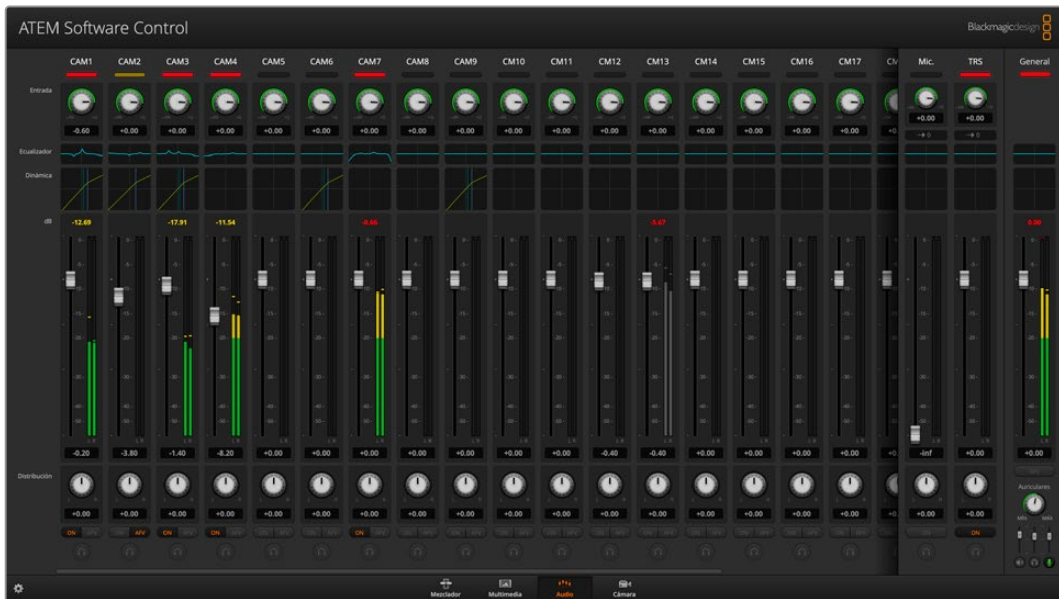 ATEM Software Control
Blackmagicdesign
CAM1 CAM2 CAM3 CAM4 CAM5 CAM6 CAM7 CAM8 CAM9 CM10 CM11 CM12 CM13 CM14 CM15 CM16 CM17 CM Mic. TRS General
Entrada
-0.60 +0.00 +0.00 +0.00 +0.00 +0.00 +0.00 +0.00 +0.00 +0.00 +0.00 +0.00 +0.00 +0.00 +0.00 +0.00 +0.00 +0. +0.00 +0.00
Ecualizador
Dinámica
dB -12.69 -17.91 -11.54 -5.67 0.00
-0.20 -3.80 -1.40 -8.20 +0.00 +0.00 +0.00 +0.00 +0.00 +0.00 +0.00 -0.40 -0.40 +0.00 +0.00 +0.00 +0.00 +0. -inf +0.00 +0.00
Distribución
+0.00 +0.00 +0.00 +0.00 +0.00 +0.00 +0.00 +0.00 +0.00 +0.00 +0.00 +0.00 +0.00 +0.00 +0.00 +0.00 +0.00 +0. +0.00 +0.00
ON AFV ON ON ON ON
Auriculares
Mezclador Multimedia Audio Cámara